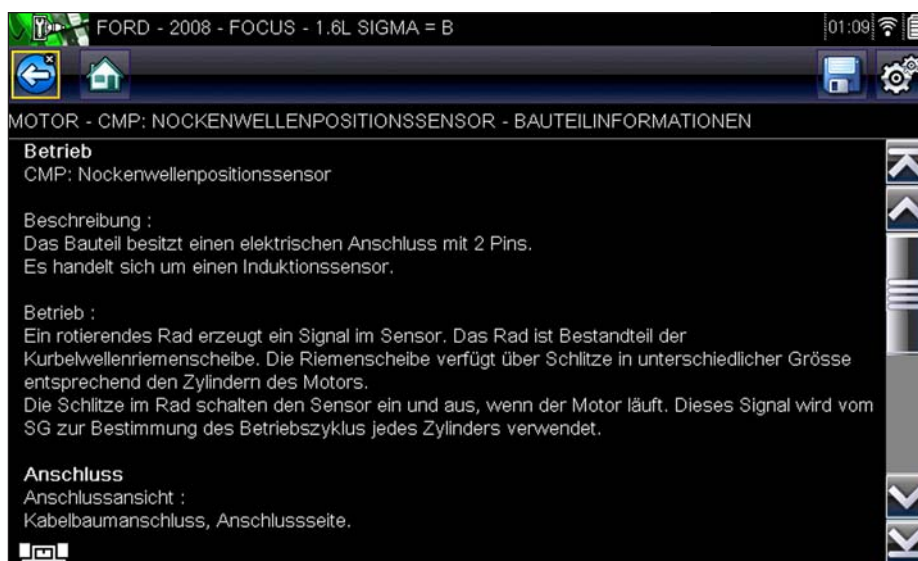 FORD - 2008 - FOCUS - 1.6L SIGMA = B
01:09
MOTOR - CMP: NOCKENWELLENPOSITIONSSENSOR - BAUTEILINFORMATIONEN
Betrieb
CMP: Nockenwellenpositionssensor
Beschreibung :
Das Bauteil besitzt einen elektrischen Anschluss mit 2 Pins.
Es handelt sich um einen Induktionssensor.
Betrieb :
Ein rotierendes Rad erzeugt ein Signal im Sensor. Das Rad ist Bestandteil der
Kurbelwellenriemenscheibe. Die Riemenscheibe verfügt über Schlitze in unterschiedlicher Grösse
entsprechend den Zylindern des Motors.
Die Schlitze im Rad schalten den Sensor ein und aus, wenn der Motor läuft. Dieses Signal wird vom
SG zur Bestimmung des Betriebszyklus jedes Zylinders verwendet.
Anschluss
Anschlussansicht :
Kabelbaumanschluss, Anschlussseite.